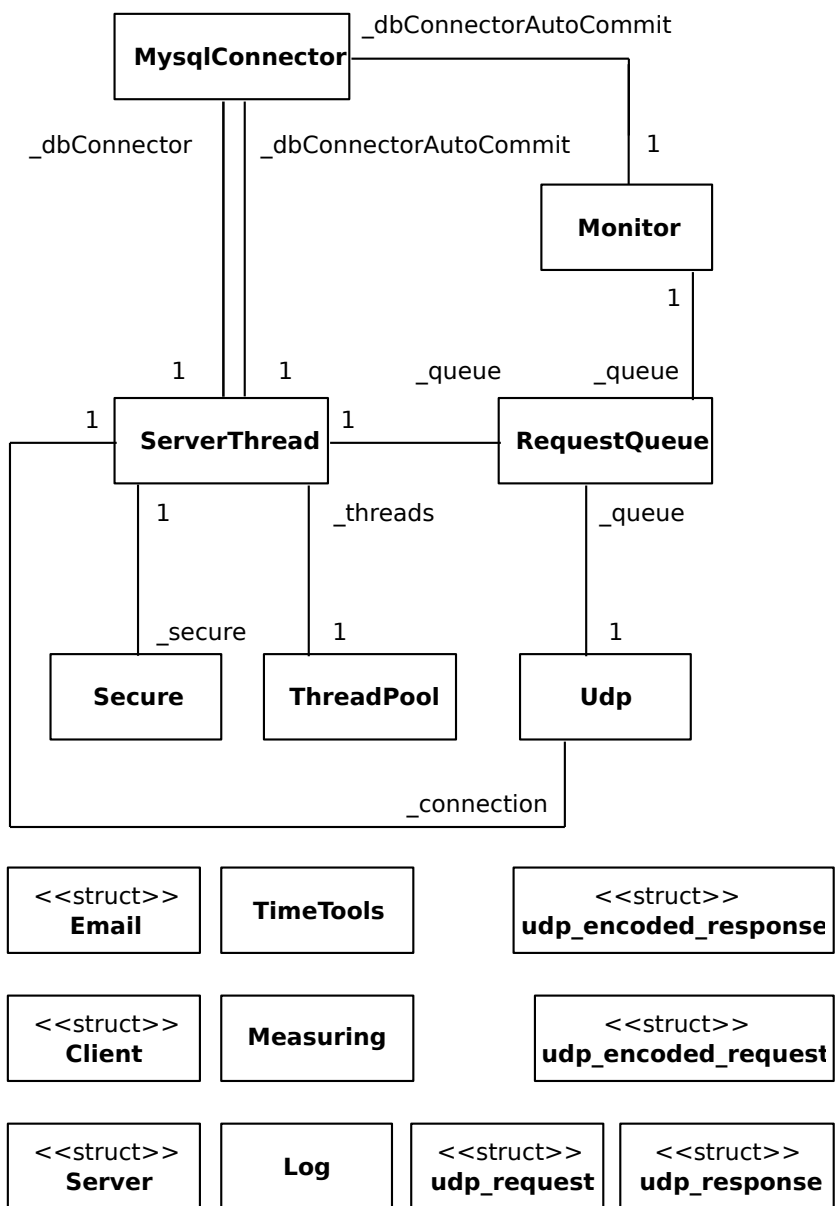 _dbConnectorAutoCommit
MysqlConnector
_dbConnector
_dbConnectorAutoCommit
1
Monitor
1
1
1
_queue
_queue
1
ServerThread
1
RequestQueue
1
_threads
_queue
_secure
1
1
Secure
ThreadPool
Udp
_connection
<<struct>>
Email
TimeTools
<<struct>>
udp_encoded_response
<<struct>>
Client
Measuring
<<struct>>
udp_encoded_request
<<struct>>
Server
Log
<<struct>>
udp_request
<<struct>>
udp_response